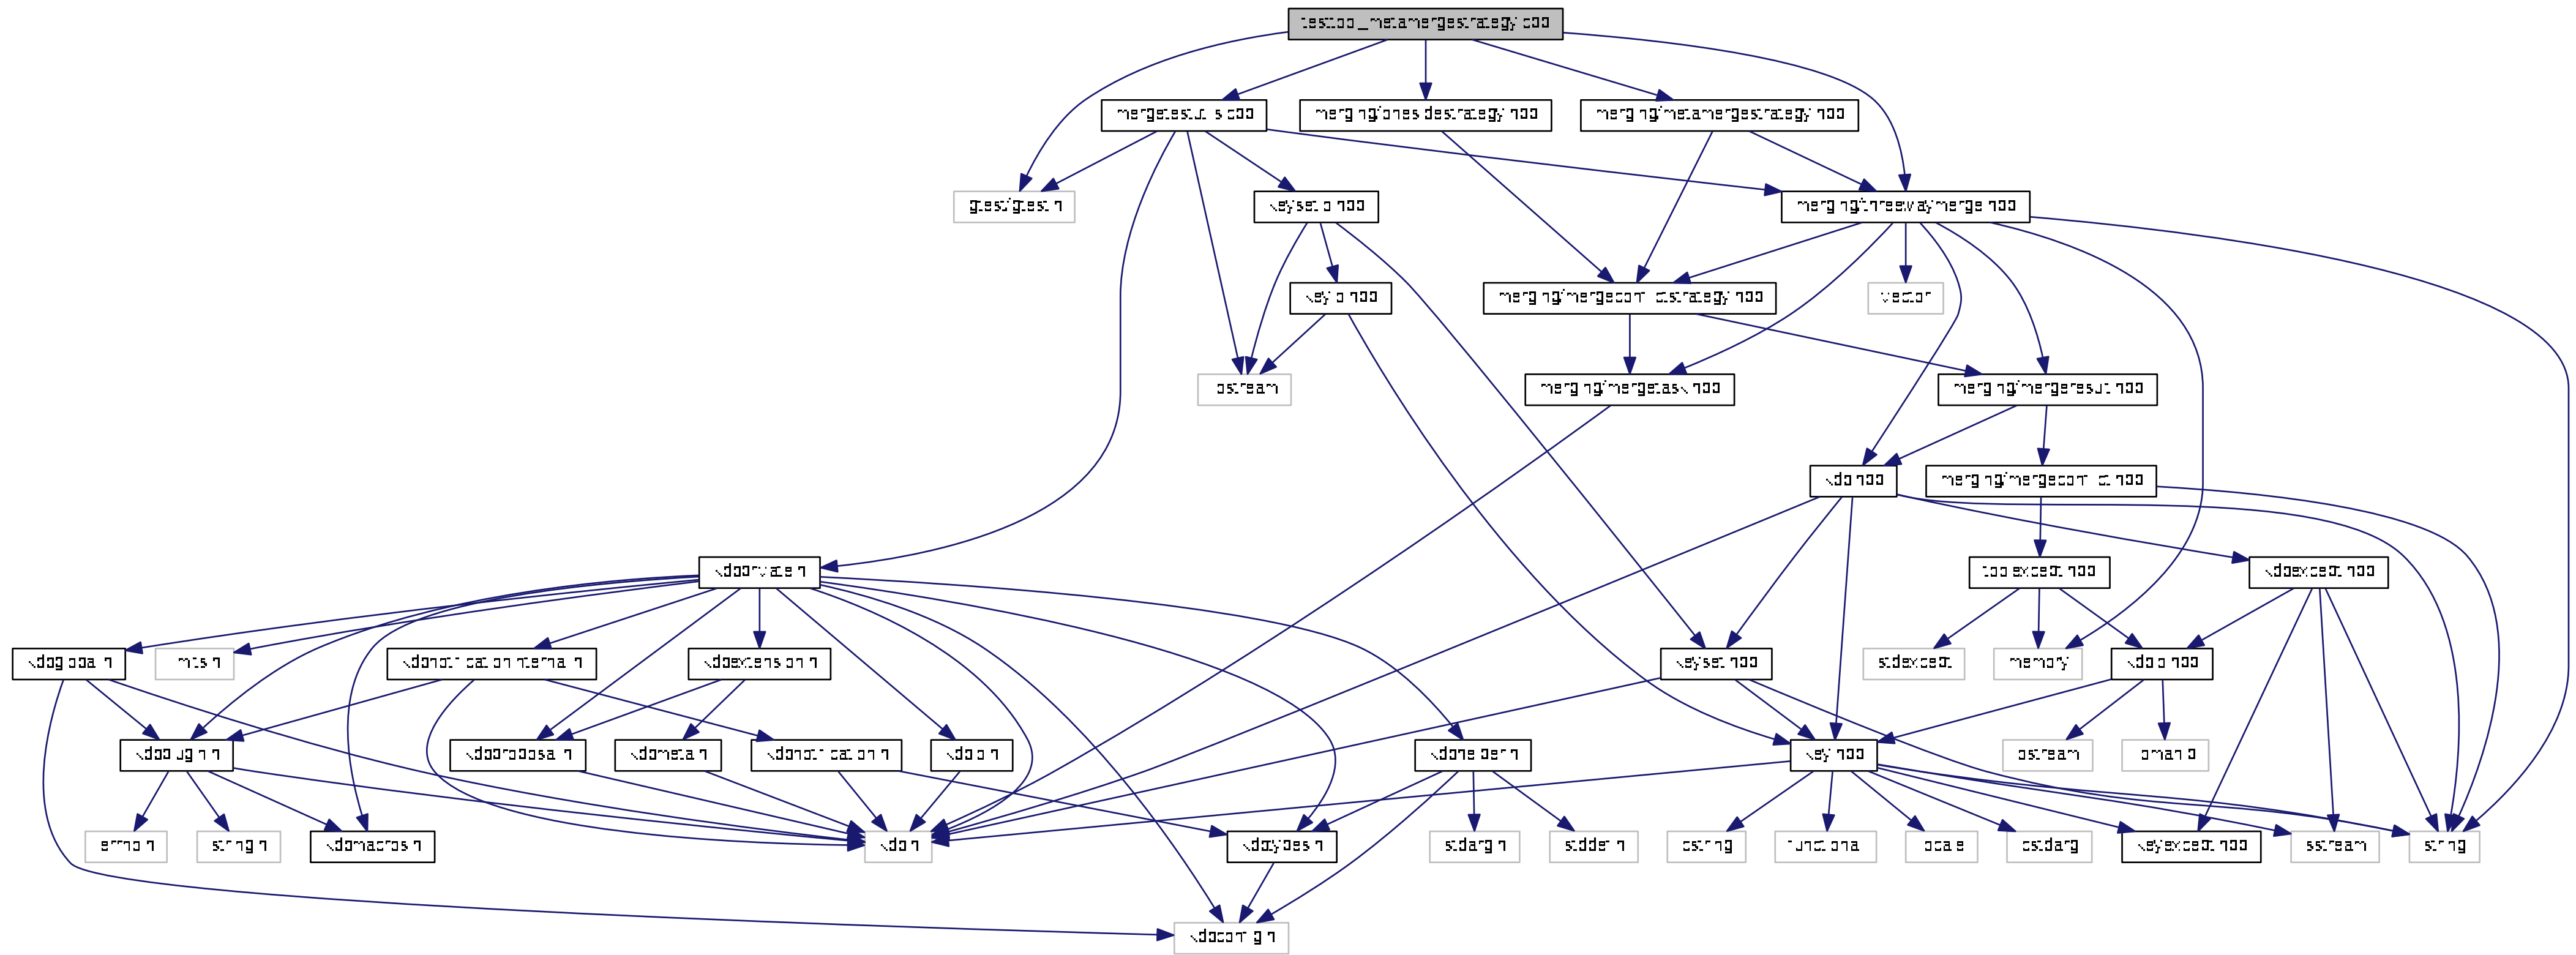 testtool_metamergestrategy.cpp
mergetestutils.cpp
merging/onesidestrategy.hpp
merging/metamergestrategy.hpp
gtest/gtest.h
keysetio.hpp
merging/threewaymerge.hpp
keyio.hpp
merging/mergeconflictstrategy.hpp
vector
ostream
merging/mergetask.hpp
merging/mergeresult.hpp
kdb.hpp
merging/mergeconflict.hpp
kdbprivate.h
toolexcept.hpp
kdbexcept.hpp
kdbglobal.h
limits.h
kdbnotificationinternal.h
kdbextension.h
keyset.hpp
stdexcept
memory
kdbio.hpp
kdbplugin.h
kdbproposal.h
kdbmeta.h
kdbnotification.h
kdbio.h
kdbhelper.h
key.hpp
ostream
iomanip
errno.h
string.h
kdbmacros.h
kdb.h
kdbtypes.h
stdarg.h
stddef.h
cstring
functional
locale
cstdarg
keyexcept.hpp
sstream
string
kdbconfig.h